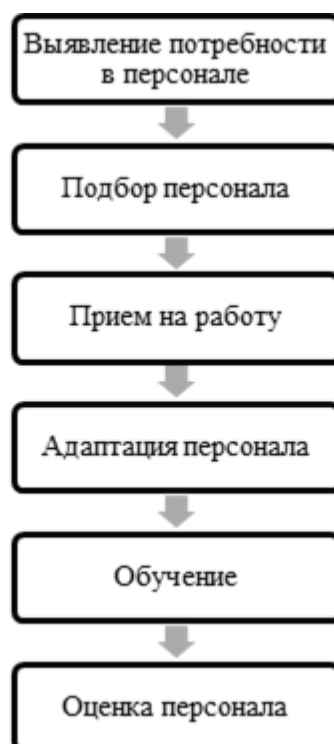 Выявление потребности
в персонале
Подбор персонала
Прием на работу
Адаптация персонала
Обучение
Оценка персонала